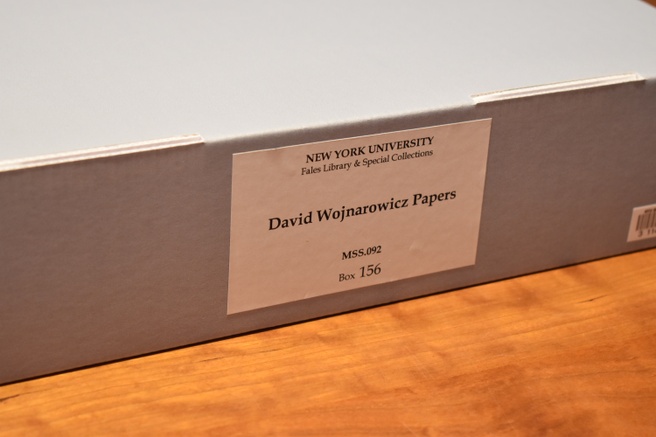 NEW YORK UNIVERSITY
Fales Library & Special Collections
David Wojnarowicz Papers
MSS.092
Box 156